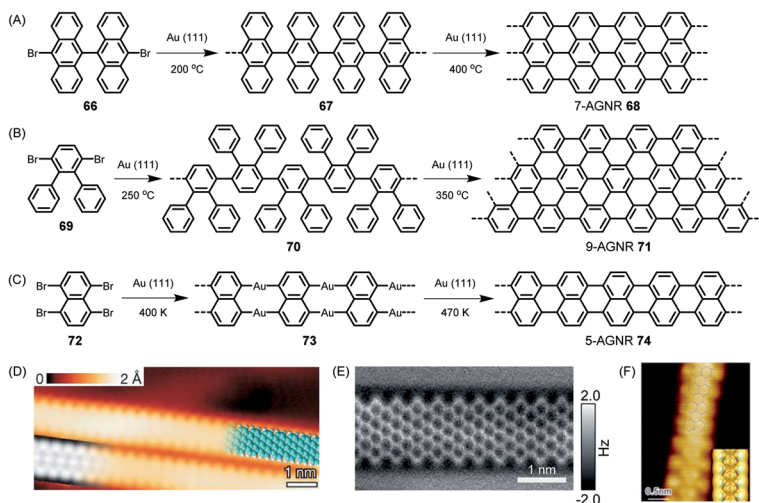 (A)
Br
Br
66
Au (111)
200 °C
67
Au (111)
400 °C
7-AGNR 68
(B)
Br
Br
69
Au (111)
250 °C
70
Au (111)
350 °C
9-AGNR 71
(C)
Br
Br
Br
Br
72
Au (111)
400 K
Au
Au
Au
Au
Au
Au
73
Au (111)
470 K
5-AGNR 74
(D)
0
2 Å
1 nm
(E)
1 nm
2.0
Hz
-2.0
(F)
0.5nm